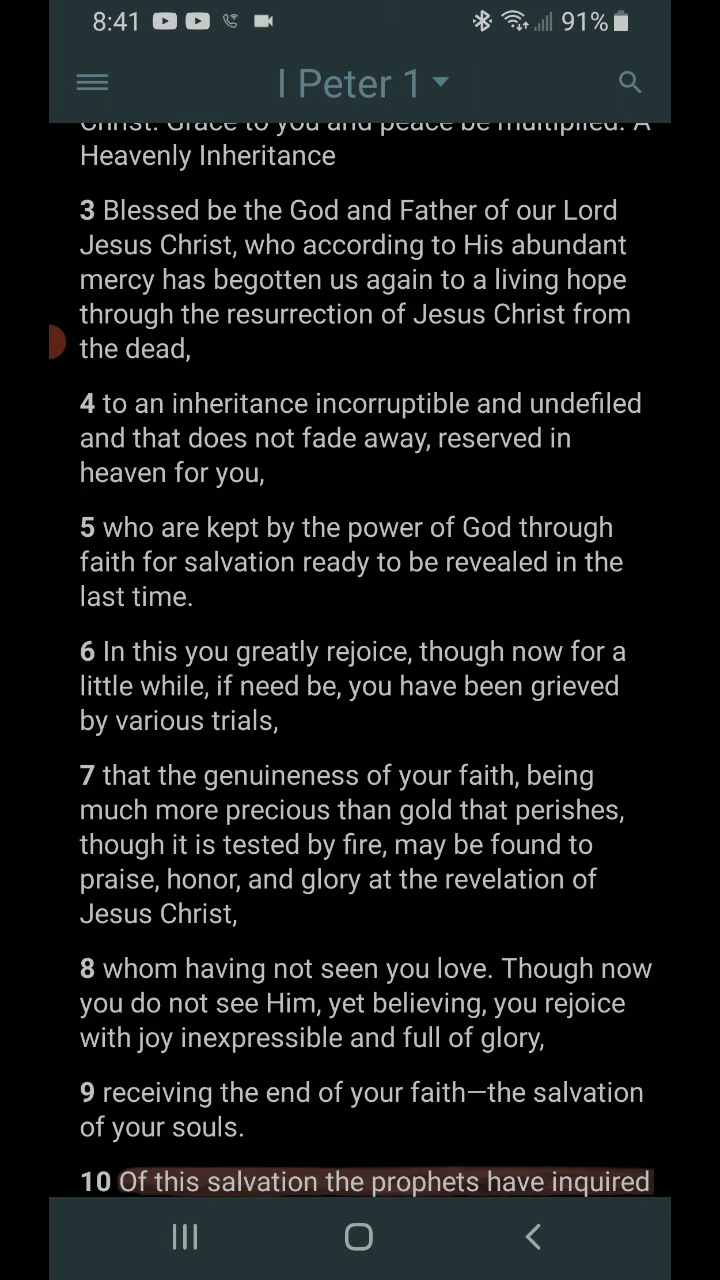 8:41
91%
I Peter 1
Christ: Grace to you and peace be multiplied. A
Heavenly Inheritance
3 Blessed be the God and Father of our Lord
Jesus Christ, who according to His abundant
mercy has begotten us again to a living hope
through the resurrection of Jesus Christ from
the dead,
4 to an inheritance incorruptible and undefiled
and that does not fade away, reserved in
heaven for you,
5 who are kept by the power of God through
faith for salvation ready to be revealed in the
last time.
6 In this you greatly rejoice, though now for a
little while, if need be, you have been grieved
by various trials,
7 that the genuineness of your faith, being
much more precious than gold that perishes,
though it is tested by fire, may be found to
praise, honor, and glory at the revelation of
Jesus Christ,
8 whom having not seen you love. Though now
you do not see Him, yet believing, you rejoice
with joy inexpressible and full of glory,
9 receiving the end of your faith—the salvation
of your souls.
10 Of this salvation the prophets have inquired